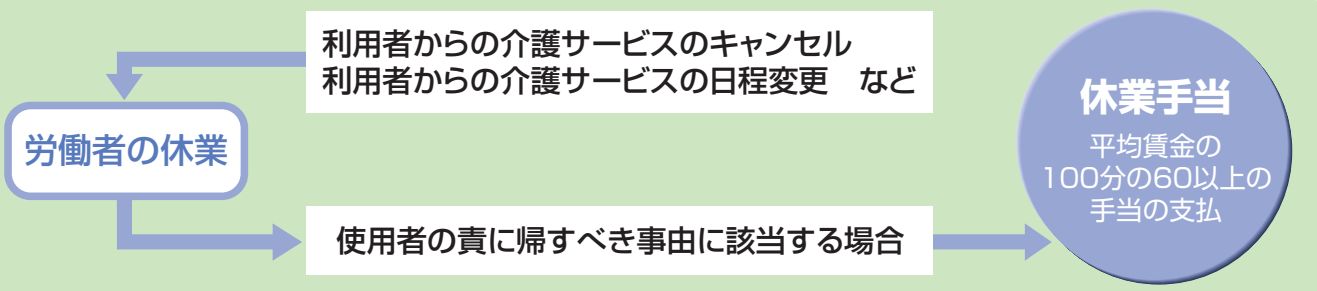 利用者からの介護サービスのキャンセル
利用者からの介護サービスの日程変更　など
労働者の休業
使用者の責に帰すべき事由に該当する場合
休業手当
平均賃金の
100分の60以上の
手当の支払